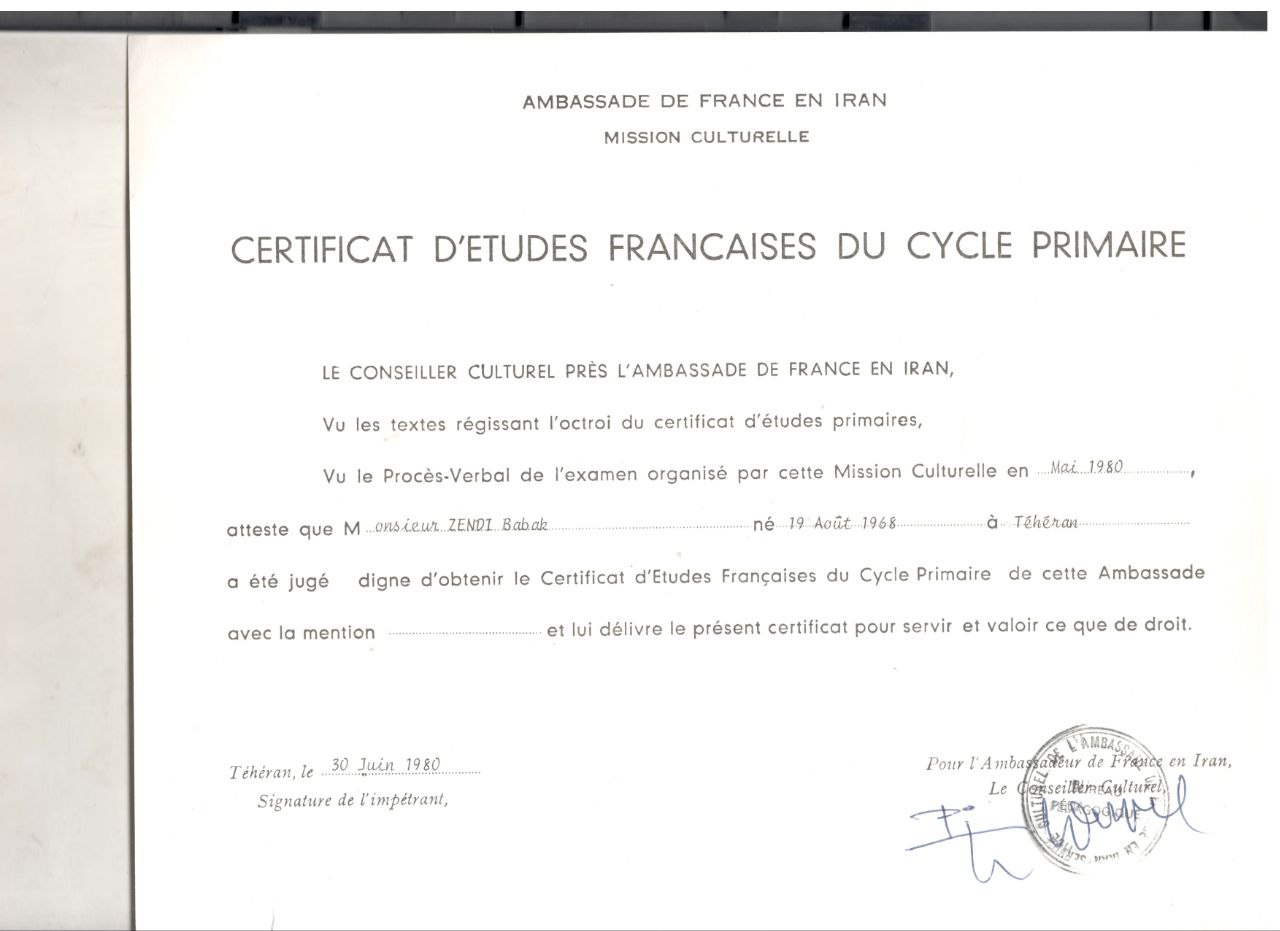 AMBASSADE DE FRANCE EN IRAN
MISSION CULTURELLE
CERTIFICAT D'ETUDES FRANCAISES DU CYCLE PRIMAIRE
LE CONSEILLER CULTUREL PRÈS L'AMBASSADE DE FRANCE EN IRAN,
Vu les textes régissant l'octroi du certificat d'études primaires,
Vu le Procès-Verbal de l'examen organisé par cette Mission Culturelle en Mai 1980,
atteste que Monsieur ZENDI Babak né 19 Août 1968 à Téhéran
a été jugé digne d'obtenir le Certificat d'Etudes Françaises du Cycle Primaire de cette Ambassade
avec la mention et lui délivre le présent certificat pour servir et valoir ce que de droit.
Téhéran, le 30 Juin 1980
Signature de l'impétrant,
Pour l'Ambassadeur de France en Iran,
Le Conseiller Culturel,
CULTUREL DE L'AMBASSADE
BUREAU
PÉDAGOGIQUE